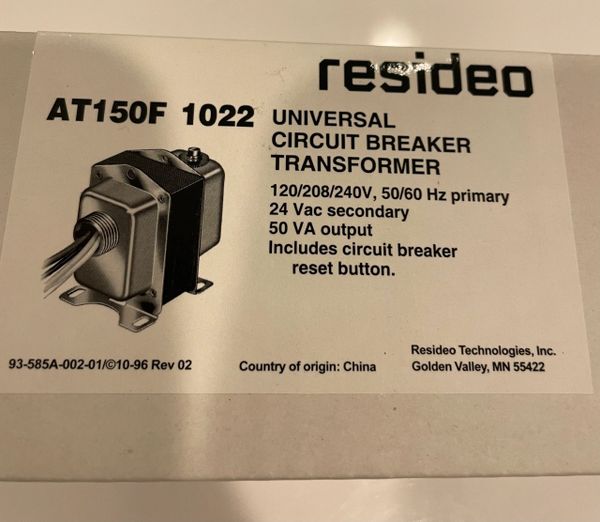 resideo
AT150F 1022 UNIVERSAL
CIRCUIT BREAKER
TRANSFORMER
120/208/240V, 50/60 Hz primary
24 Vac secondary
50 VA output
Includes circuit breaker
reset button.
93-585A-002-01/©10-96 Rev 02
Country of origin: China
Resideo Technologies, Inc.
Golden Valley, MN 55422